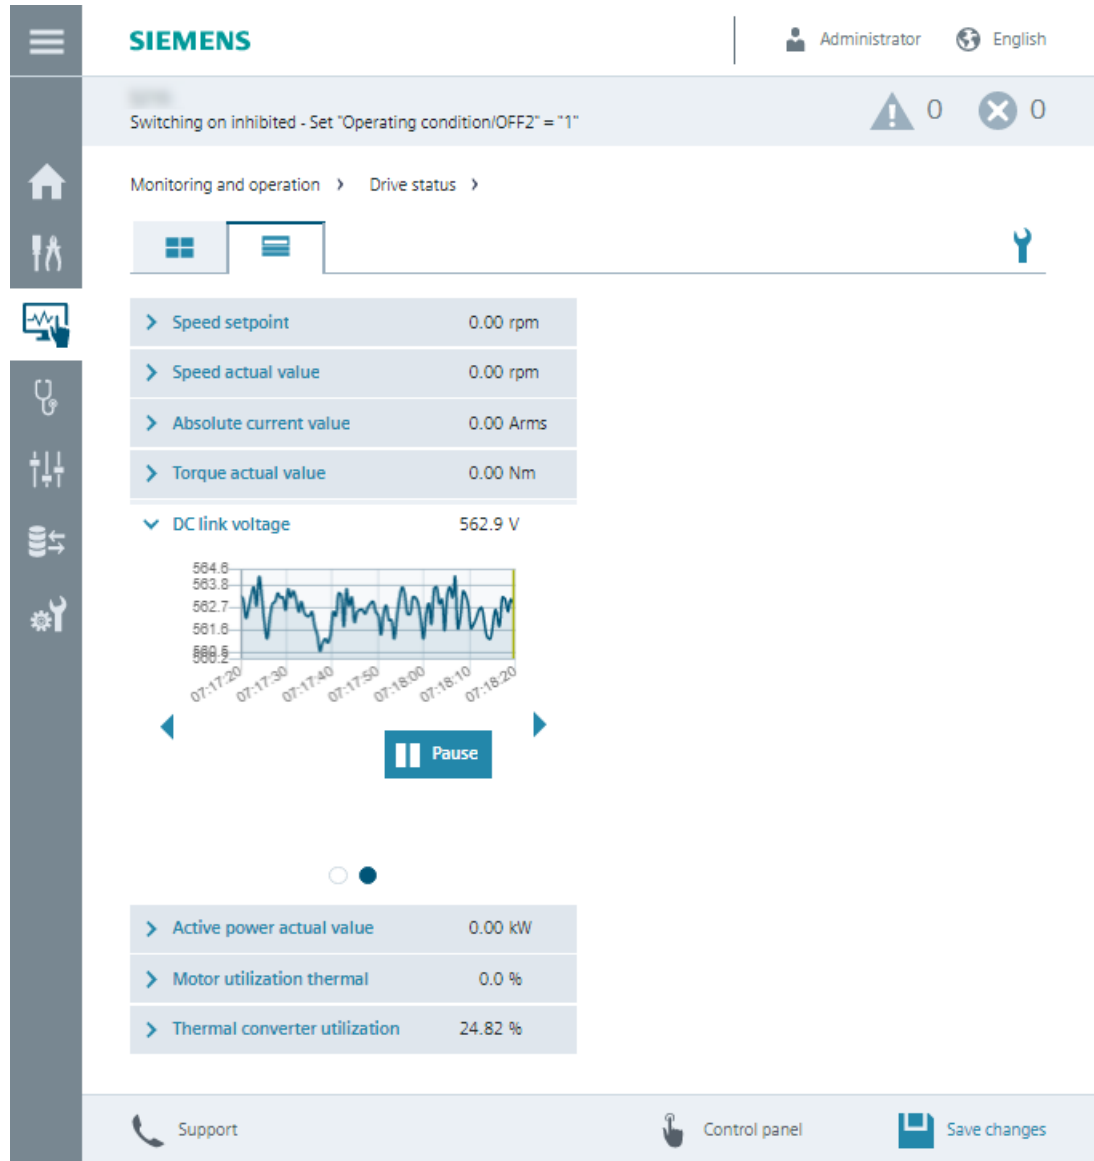 SIEMENS
Administrator
English
Switching on inhibited - Set "Operating condition/OFF2" = "1"
0
0
Monitoring and operation
Drive status
Speed setpoint 0.00 rpm
Speed actual value 0.00 rpm
Absolute current value 0.00 Arms
Torque actual value 0.00 Nm
DC link voltage 562.9 V
564.6
563.8
562.7
561.6
560.5
560.2
07:17:20 07:17:30 07:17:40 07:17:50 07:18:00 07:18:10 07:18:20
Pause
Active power actual value 0.00 kW
Motor utilization thermal 0.0 %
Thermal converter utilization 24.82 %
Support
Control panel
Save changes